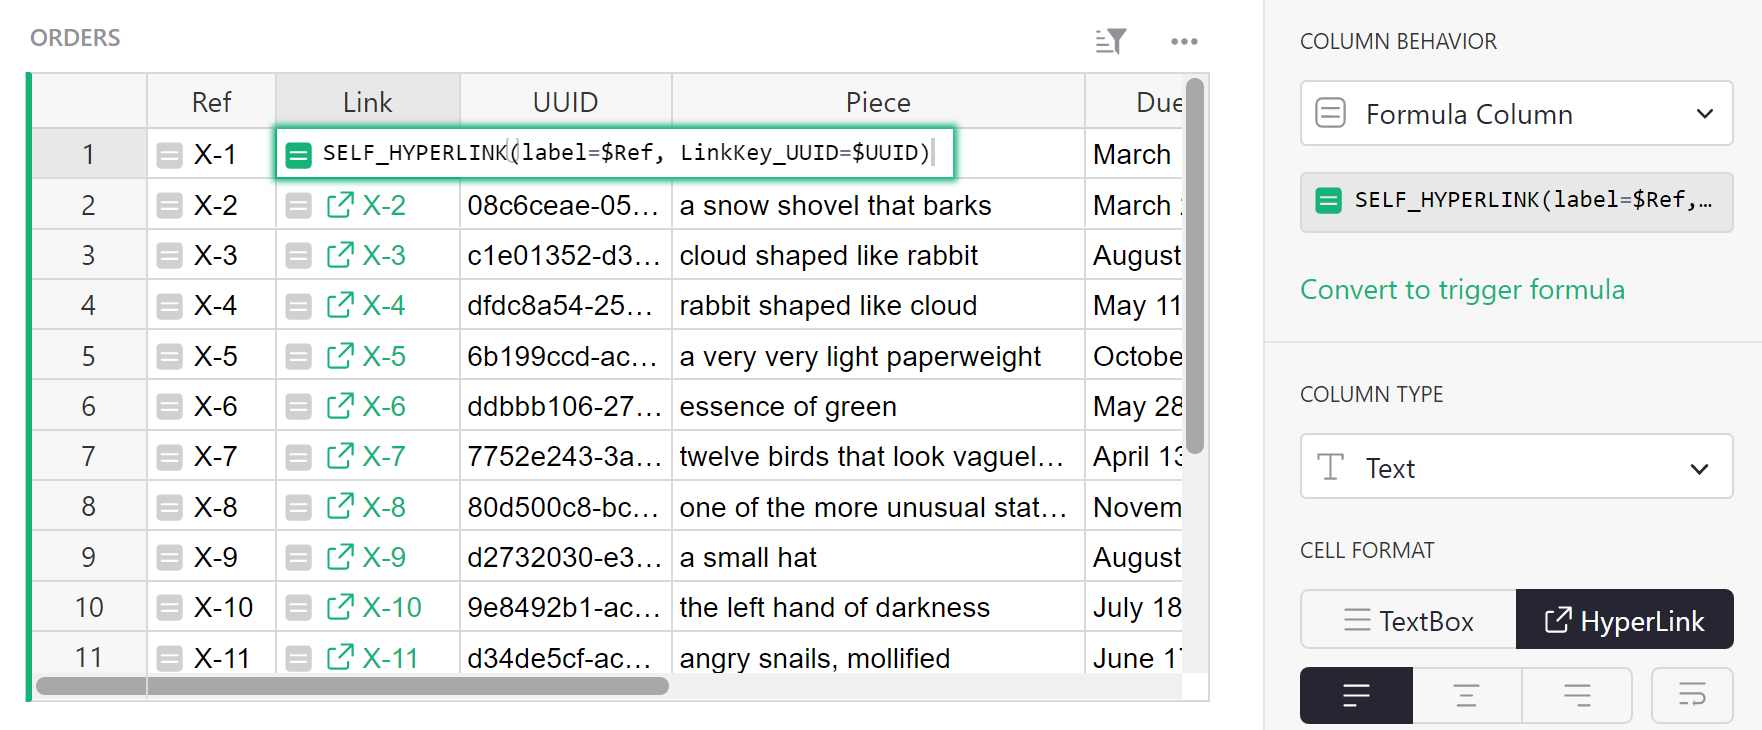 ORDERS
Ref Link UUID Piece Due
1 X-1 SELF_HYPERLINK(label=$Ref, LinkKey_UUID=$UUID) March
2 X-2 X-2 08c6ceae-05… a snow shovel that barks March
3 X-3 X-3 c1e01352-d3… cloud shaped like rabbit August
4 X-4 X-4 dfdc8a54-25… rabbit shaped like cloud May 11
5 X-5 X-5 6b199ccd-ac… a very very light paperweight Octobe
6 X-6 X-6 ddbbb106-27… essence of green May 28
7 X-7 X-7 7752e243-3a… twelve birds that look vaguel… April 13
8 X-8 X-8 80d500c8-bc… one of the more unusual stat… Novem
9 X-9 X-9 d2732030-e3… a small hat August
10 X-10 X-10 9e8492b1-ac… the left hand of darkness July 18
11 X-11 X-11 d34de5cf-ac… angry snails, mollified June 1
COLUMN BEHAVIOR
Formula Column
SELF_HYPERLINK(label=$Ref,…
Convert to trigger formula
COLUMN TYPE
Text
CELL FORMAT
TextBox HyperLink